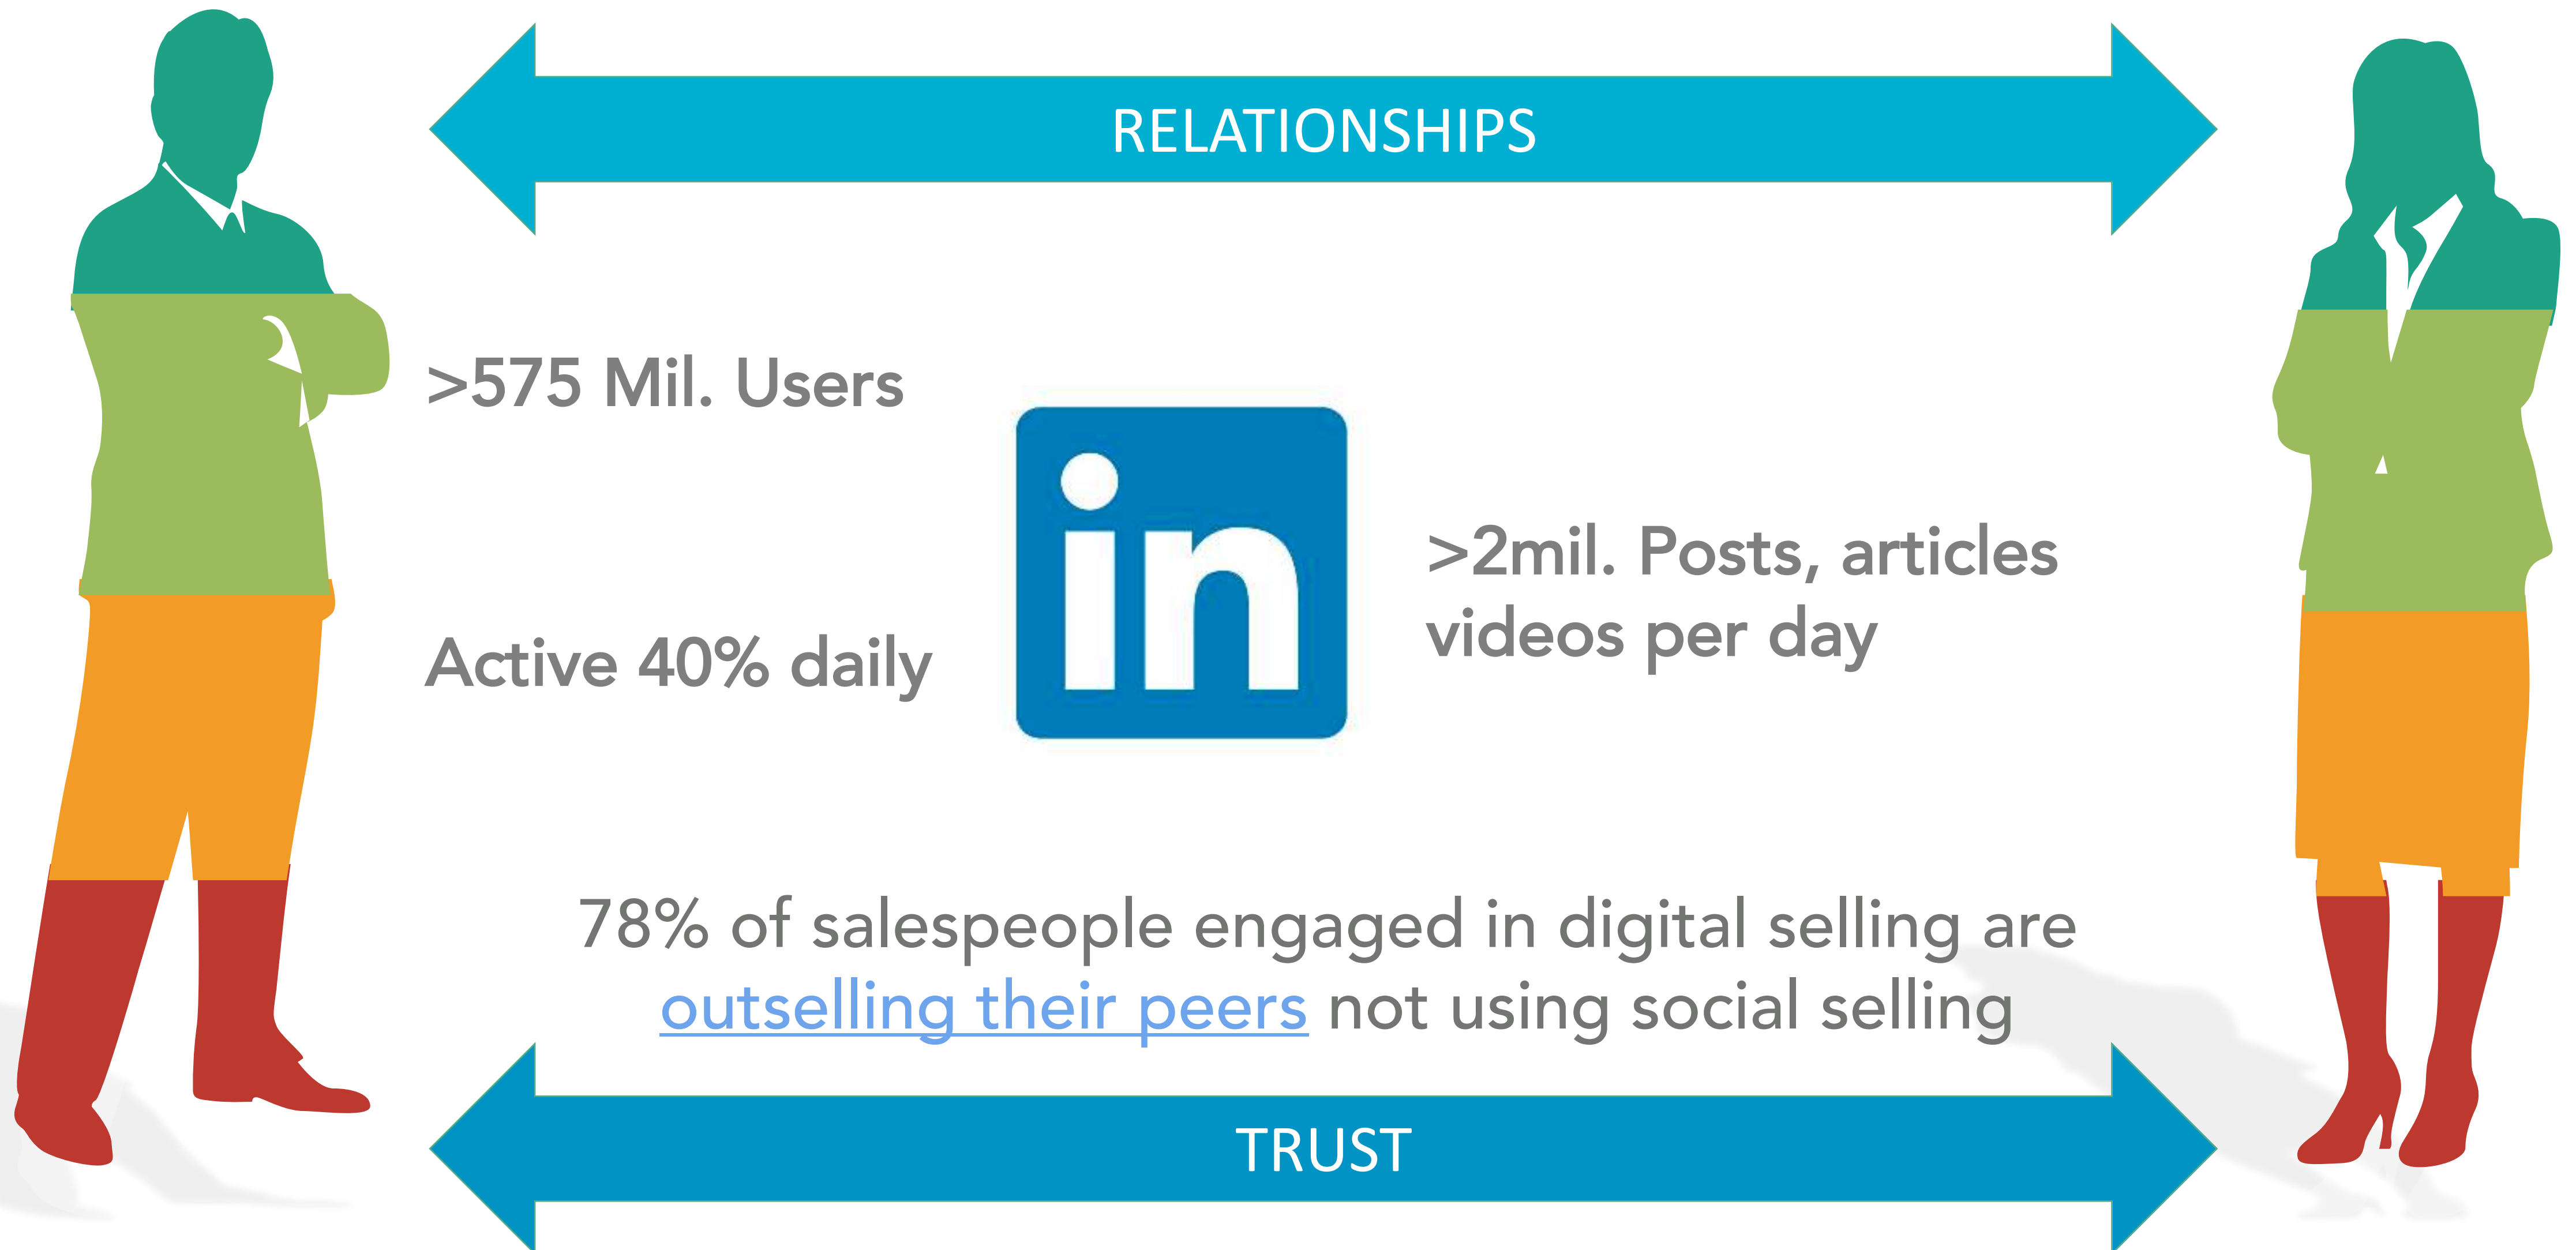 RELATIONSHIPS
>575 Mil. Users
Active 40% daily
in
>2mil. Posts, articles
videos per day
78% of salespeople engaged in digital selling are
outselling their peers not using social selling
TRUST